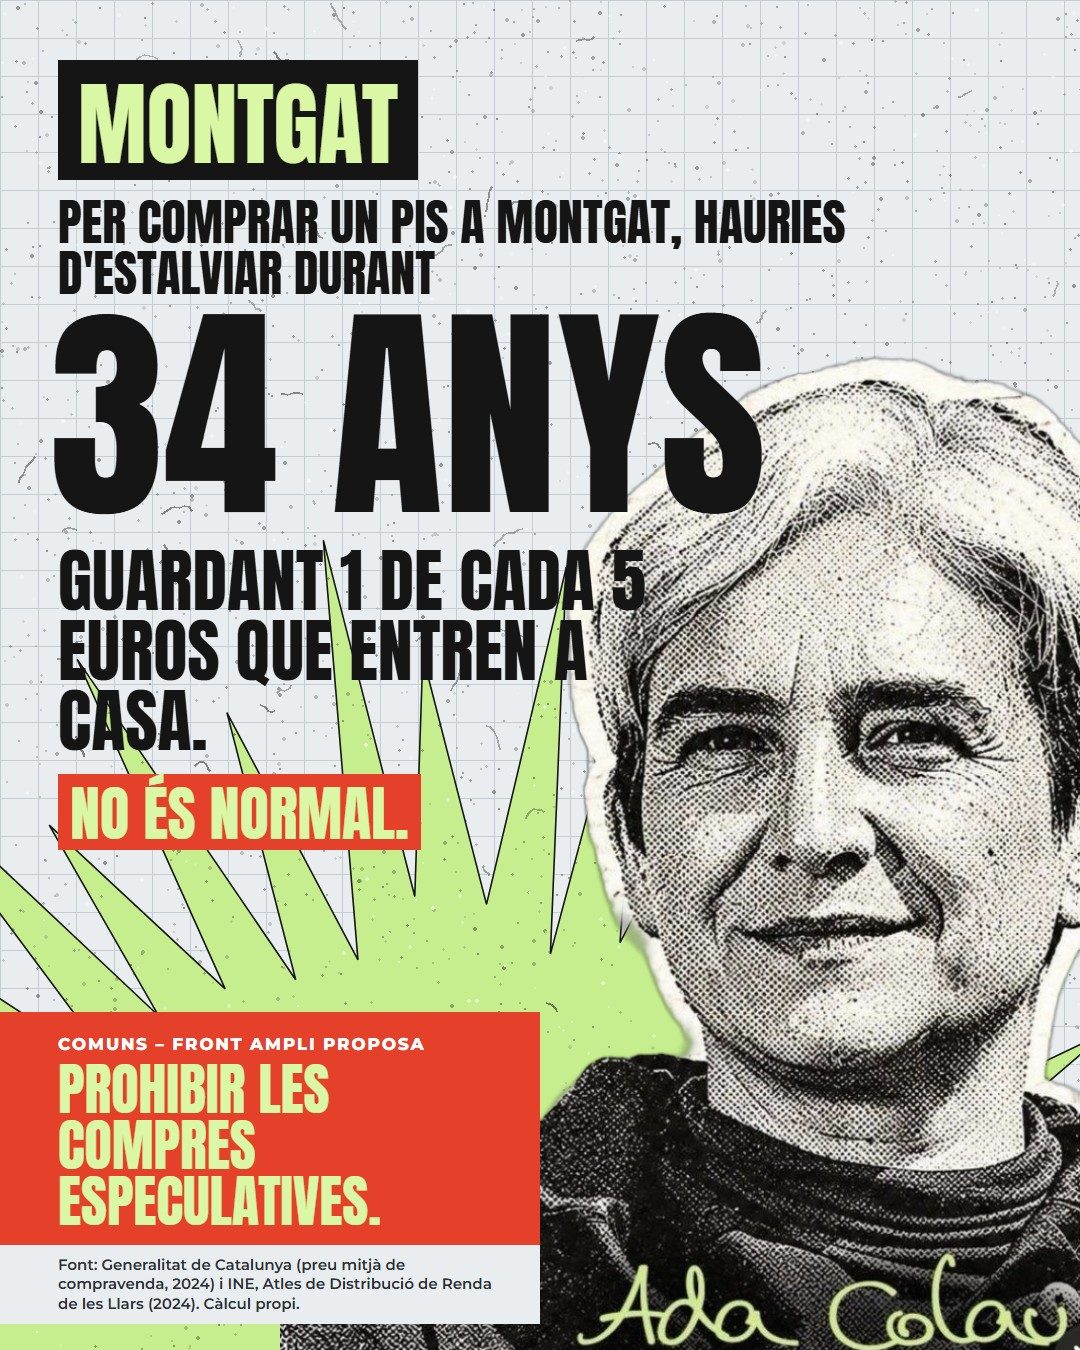 MONTGAT
PER COMPRAR UN PIS A MONTGAT, HAURIES
D'ESTALVIAR DURANT
34 ANYS
GUARDANT 1 DE CADA 5
EUROS QUE ENTREN A
CASA.
NO ÉS NORMAL.
COMUNS – FRONT AMPLI PROPOSA
PROHIBIR LES
COMPRES
ESPECULATIVES.
Font: Generalitat de Catalunya (preu mitjà de
compravenda, 2024) i INE, Atles de Distribució de Renda
de les Llars (2024). Càlcul propi.
Ada Colau